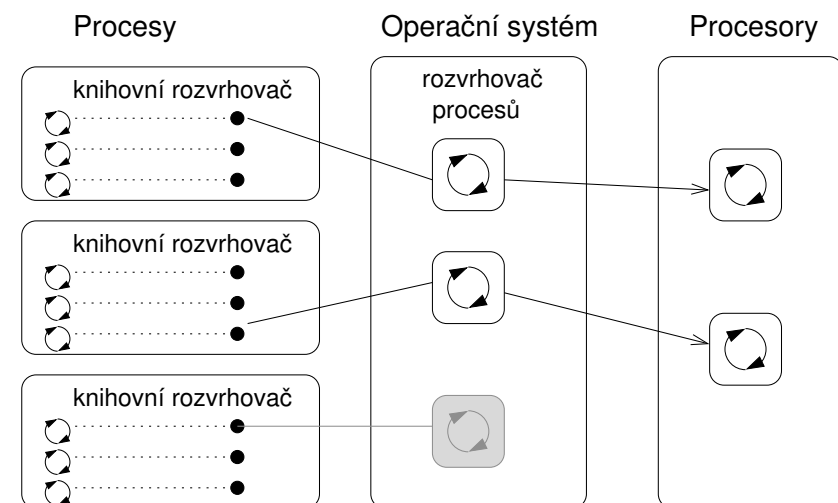 Procesy
Operační systém
Procesory
knihovní rozvrhovač
rozvrhovač
procesů
knihovní rozvrhovač
knihovní rozvrhovač